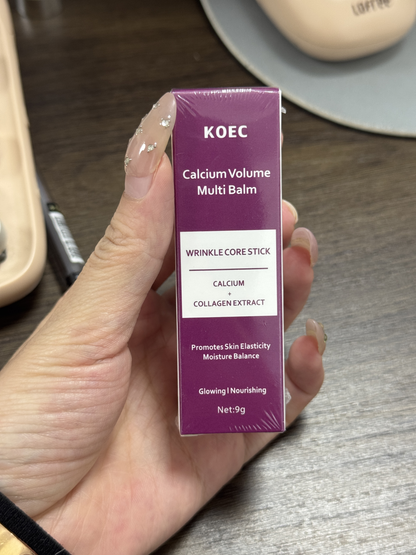 LOFree
KOEC
Calcium Volume
Multi Balm
WRINKLE CORE STICK
CALCIUM
+
COLLAGEN EXTRACT
Promotes Skin Elasticity
Moisture Balance
Glowing | Nourishing
Net:9g